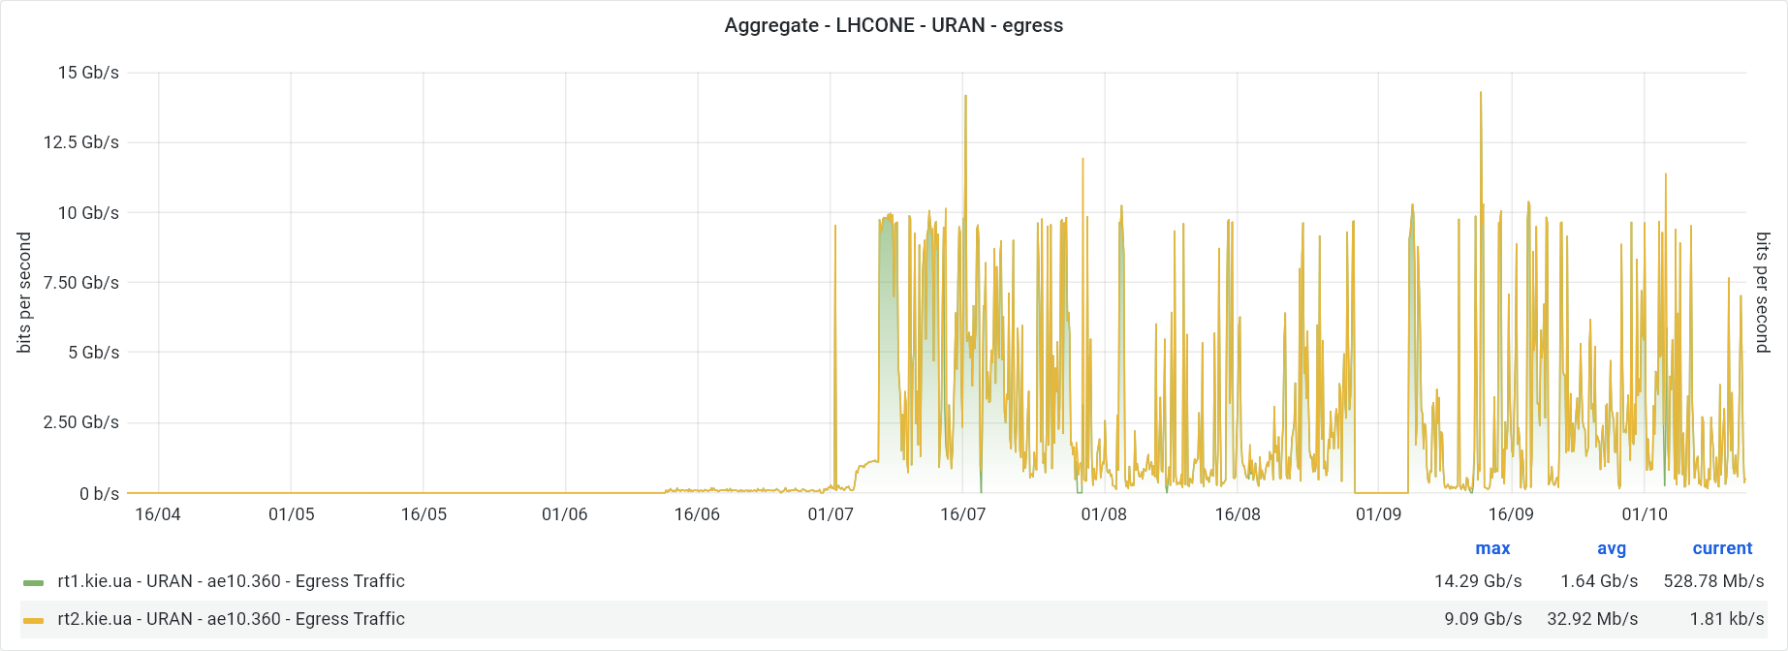 Aggregate - LHCONE - URAN - egress
15 Gb/s
12.5 Gb/s
10 Gb/s
7.50 Gb/s
5 Gb/s
2.50 Gb/s
0 b/s
bits per second
bits per second
16/04 01/05 16/05 01/06 16/06 01/07 16/07 01/08 16/08 01/09 16/09 01/10
max avg current
rt1.kie.ua - URAN - ae10.360 - Egress Traffic 14.29 Gb/s 1.64 Gb/s 528.78 Mb/s
rt2.kie.ua - URAN - ae10.360 - Egress Traffic 9.09 Gb/s 32.92 Mb/s 1.81 kb/s